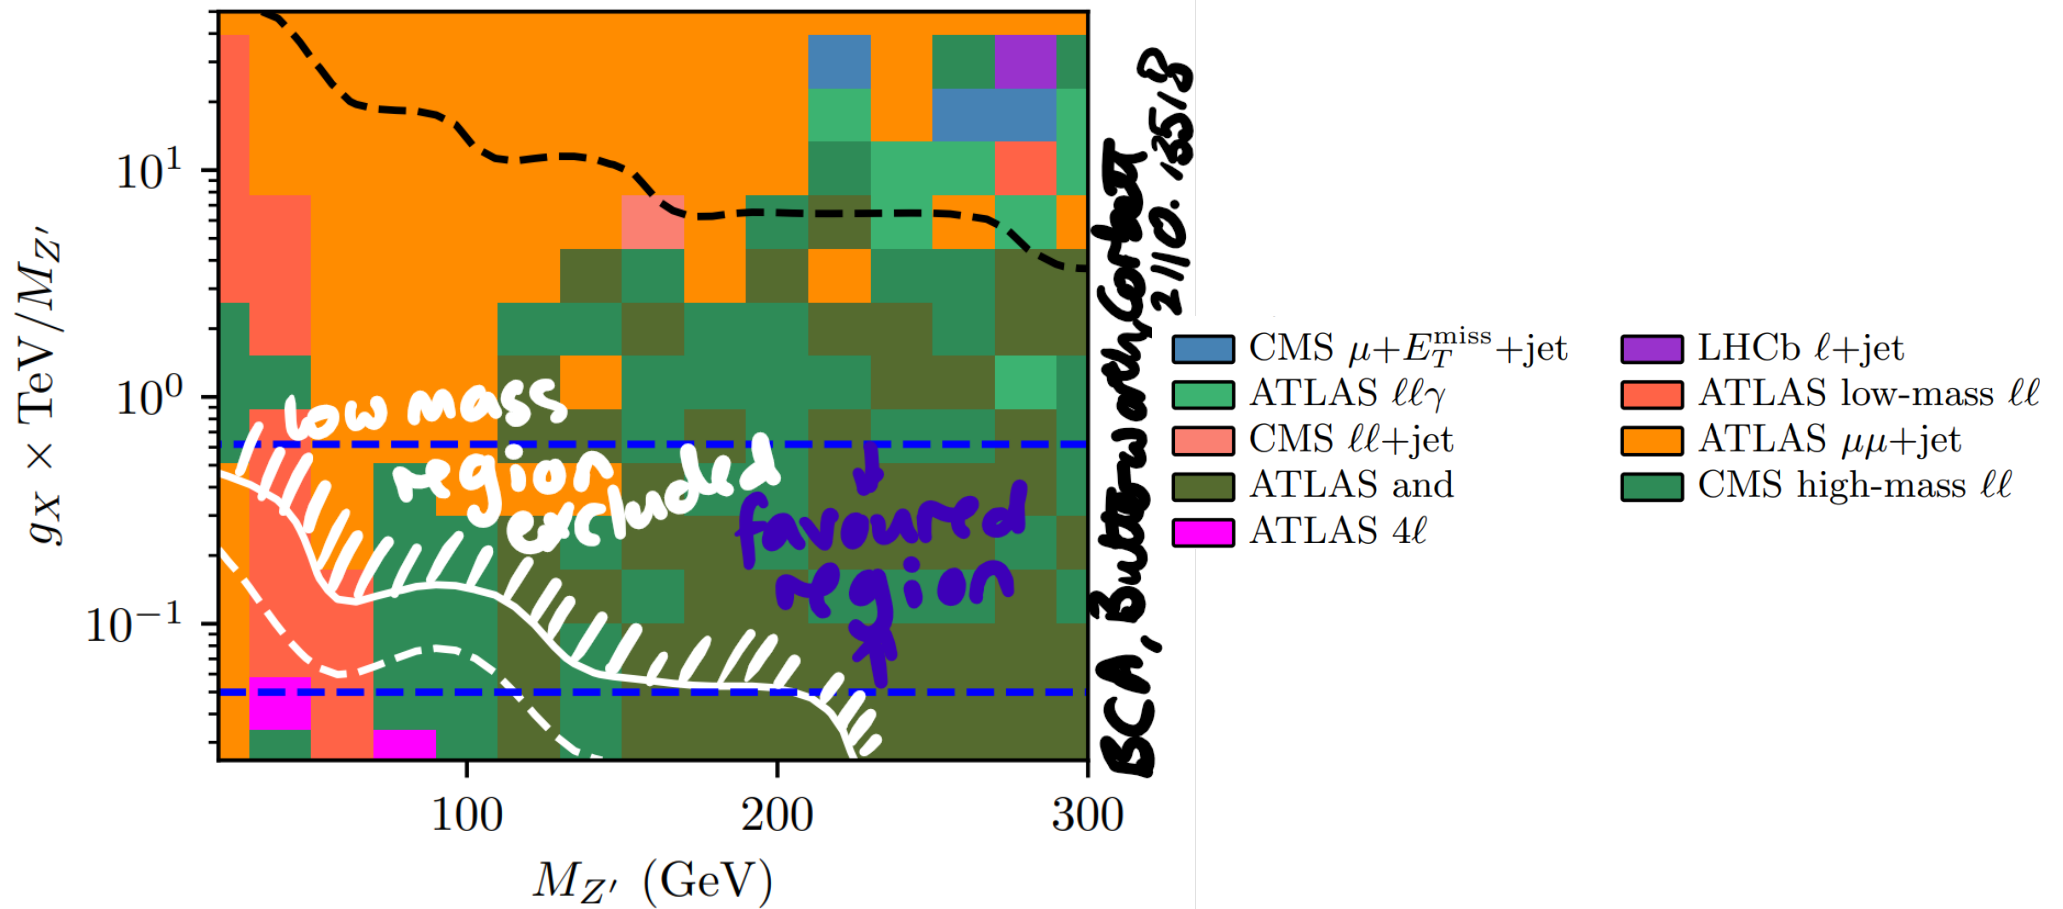 10¹
10⁰
10⁻¹
g_X × TeV/M_Z′
100
200
300
M_Z′ (GeV)
low mass
region
excluded
favoured
region
BCA, Butterworth, Corbett
2110.13518
CMS μ+E_T^miss+jet
ATLAS ℓℓγ
CMS ℓℓ+jet
ATLAS and
ATLAS 4ℓ
LHCb ℓ+jet
ATLAS low-mass ℓℓ
ATLAS μμ+jet
CMS high-mass ℓℓ